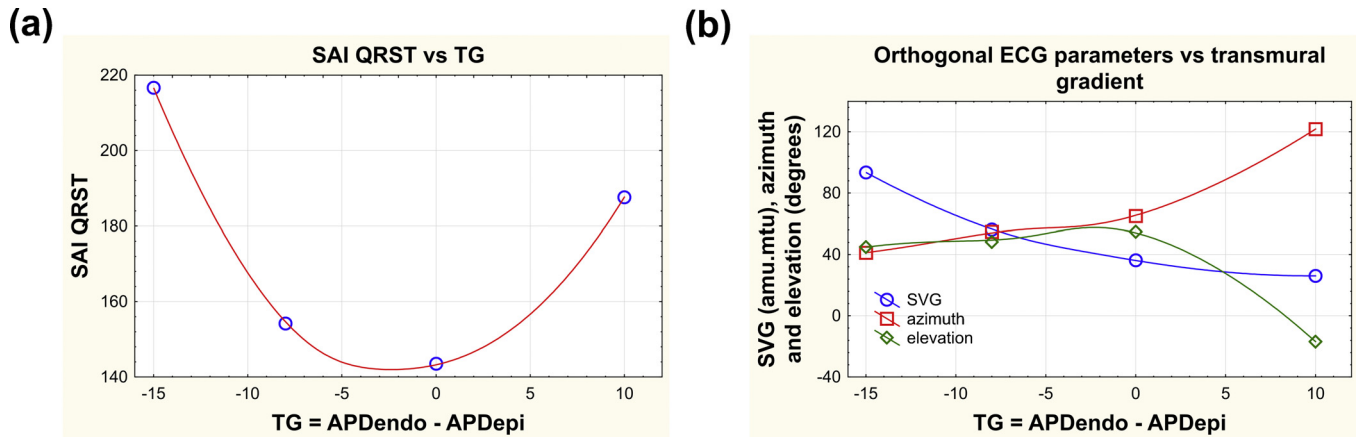 (a)
SAI QRST vs TG
SAI QRST
220
200
180
160
140
-15
-10
-5
0
5
10
TG = APDendo - APDepi
(b)
Orthogonal ECG parameters vs transmural
gradient
SVG (amu.mtu), azimuth
and elevation (degrees)
120
80
40
0
-40
SVG
azimuth
elevation
-15
-10
-5
0
5
10
TG = APDendo - APDepi